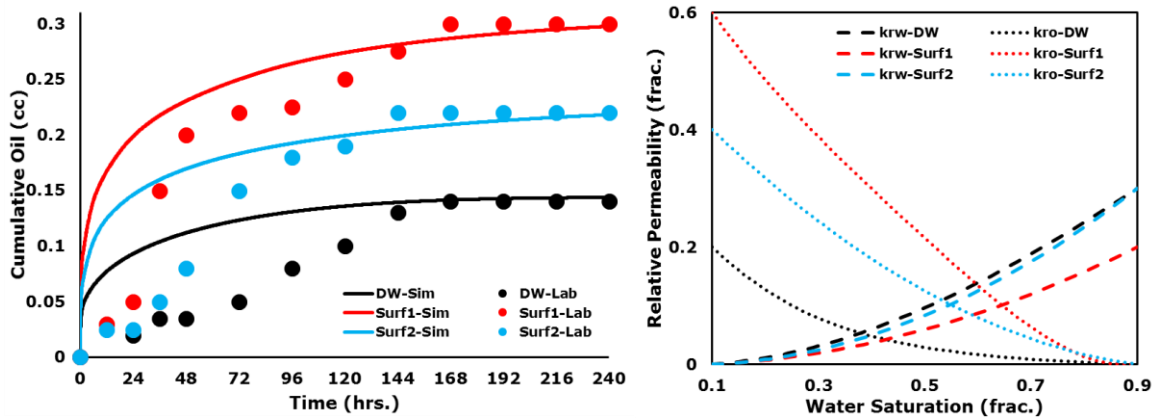 0.3
0.25
0.2
0.15
0.1
0.05
0
Cumulative Oil (cc)
DW-Sim
DW-Lab
Surf1-Sim
Surf1-Lab
Surf2-Sim
Surf2-Lab
0 24 48 72 96 120 144 168 192 216 240
Time (hrs.)
0.6
0.4
0.2
0
Relative Permeability (frac.)
krw-DW
kro-DW
krw-Surf1
kro-Surf1
krw-Surf2
kro-Surf2
0.1 0.3 0.5 0.7 0.9
Water Saturation (frac.)